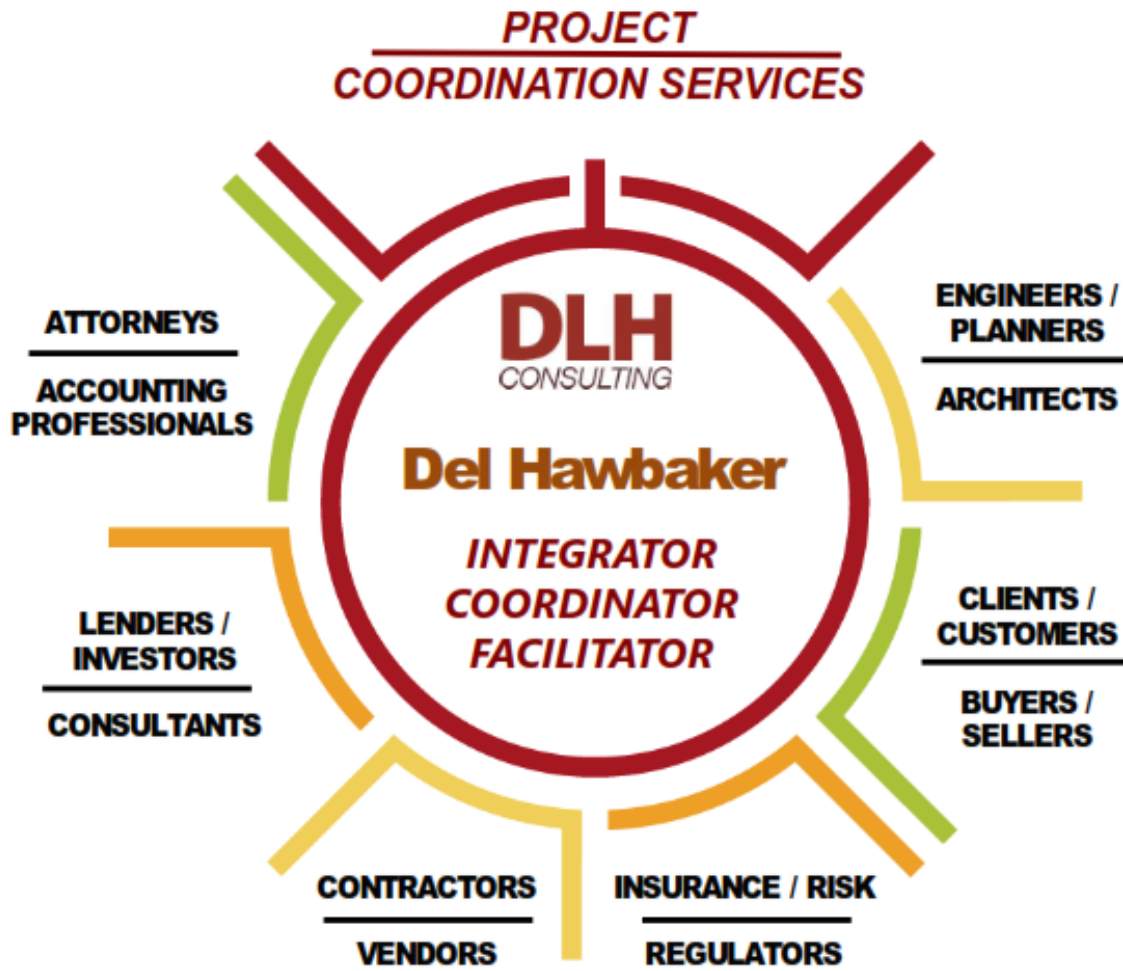 PROJECT
COORDINATION SERVICES
ATTORNEYS
ACCOUNTING
PROFESSIONALS
ENGINEERS /
PLANNERS
ARCHITECTS
DLH
CONSULTING
Del Hawbaker
INTEGRATOR
COORDINATOR
FACILITATOR
LENDERS /
INVESTORS
CONSULTANTS
CLIENTS /
CUSTOMERS
BUYERS /
SELLERS
CONTRACTORS
VENDORS
INSURANCE / RISK
REGULATORS